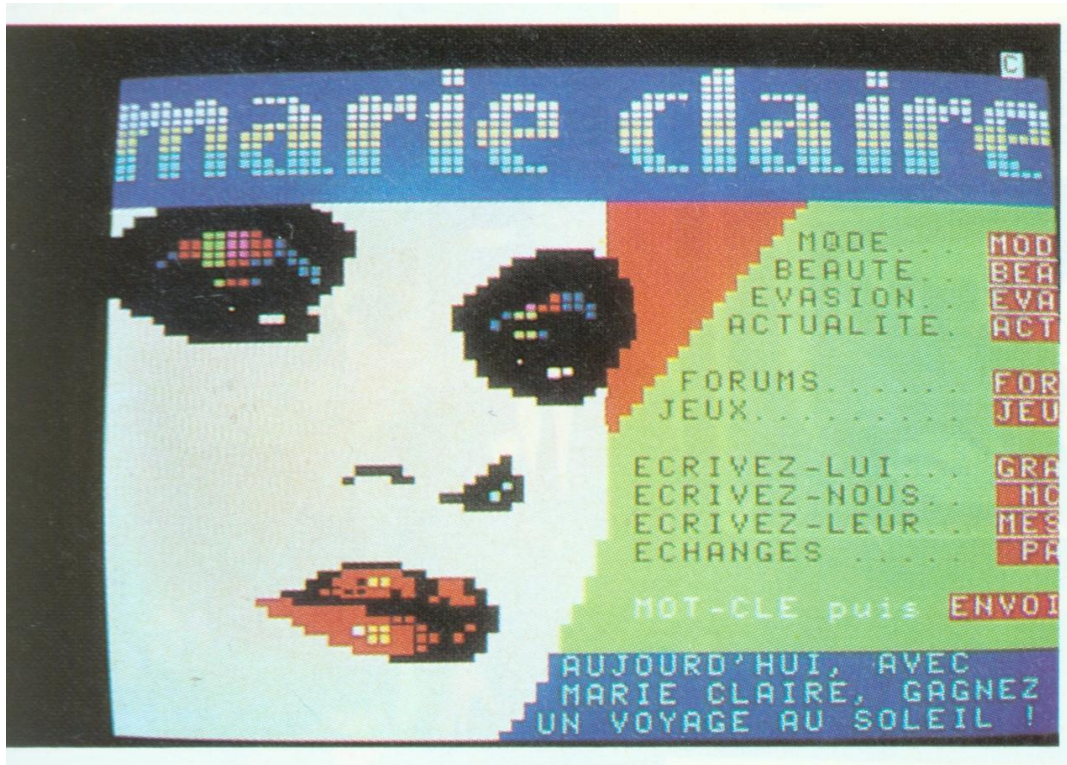 C
marie claire
MODE... MOD
BEAUTE.. BEA
EVASION.. EVA
ACTUALITE. ACT
FORUMS...... FOR
JEUX......... JEU
ECRIVEZ-LUI... GRA
ECRIVEZ-NOUS.. MC
ECRIVEZ-LEUR.. MES
ECHANGES ..... PA
MOT-CLE puis ENVOI
AUJOURD'HUI, AVEC
MARIE CLAIRE, GAGNEZ
UN VOYAGE AU SOLEIL !